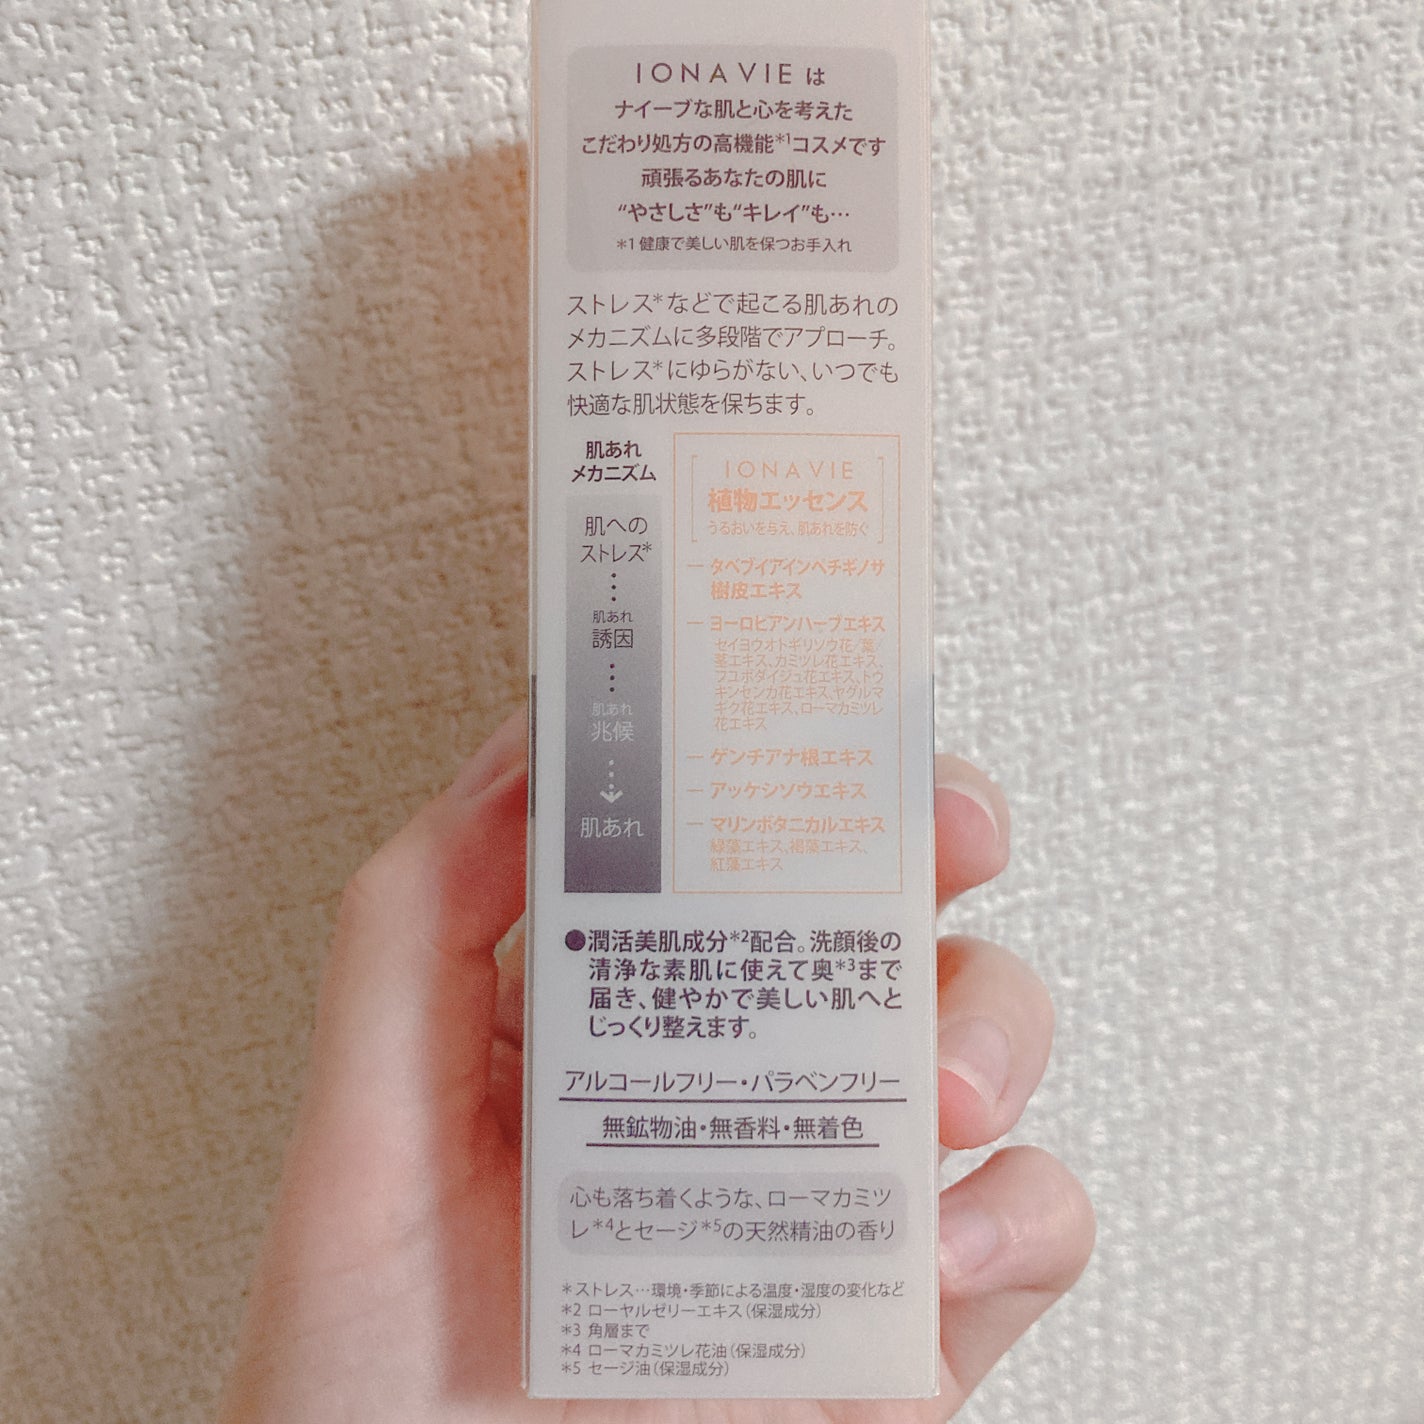 IONAVIE は
ナイーブな肌と心を考えた
こだわり処方の高機能*1コスメです
頑張るあなたの肌に
“やさしさ”も“キレイ”も…
*1 健康で美しい肌を保つお手入れ
ストレス*などで起こる肌あれの
メカニズムに多段階でアプローチ。
ストレス*にゆらがない、いつでも
快適な肌状態を保ちます。
肌あれ
メカニズム
肌への
ストレス*
肌あれ
誘因
肌あれ
兆候
肌あれ
IONAVIE
植物エッセンス
うるおいを与え、肌あれを防ぐ
タベブイアインペチギノサ
樹皮エキス
ヨーロピアンハーブエキス
セイヨウオトギリソウ花/葉/
茎エキス、カミツレ花エキス、
フユボダイジュ花エキス、トウ
キンセンカ花エキス、ヤグルマ
ギク花エキス、ローマカミツレ
花エキス
ゲンチアナ根エキス
アッケシソウエキス
マリンボタニカルエキス
緑藻エキス、褐藻エキス、
紅藻エキス
●潤活美肌成分*2配合。洗顔後の
清浄な素肌に使えて奥*3まで
届き、健やかで美しい肌へと
じっくり整えます。
アルコールフリー・パラベンフリー
無鉱物油・無香料・無着色
心も落ち着くような、ローマカミツ
レ*4とセージ*5の天然精油の香り
*ストレス…環境・季節による温度・湿度の変化など
*2 ローヤルゼリーエキス(保湿成分)
*3 角層まで
*4 ローマカミツレ花油(保湿成分)
*5 セージ油(保湿成分)